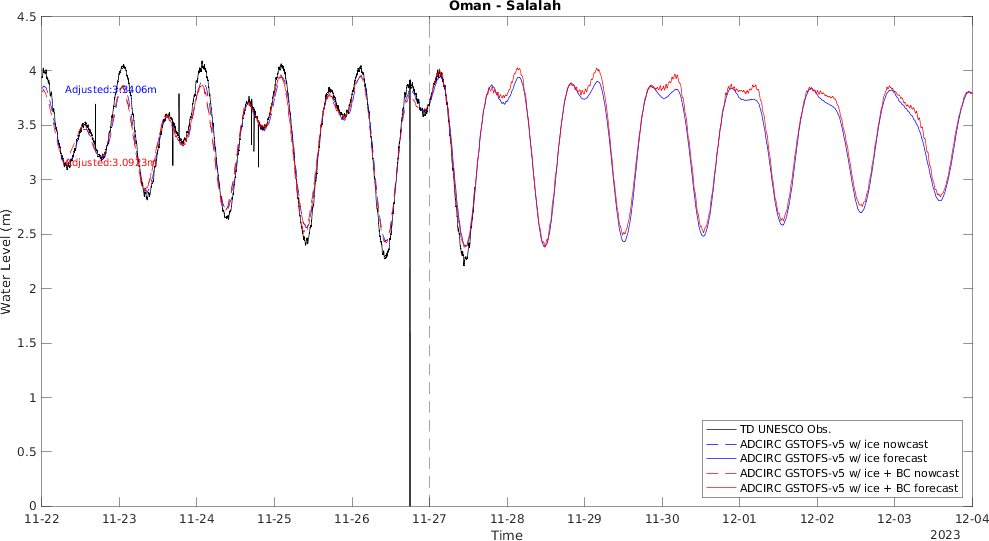 Oman - Salalah
4.5
4
3.5
3
2.5
2
1.5
1
0.5
0
Water Level (m)
Adjusted:3.3406m
Adjusted:3.0923m
TD UNESCO Obs.
ADCIRC GSTOFS-v5 w/ ice nowcast
ADCIRC GSTOFS-v5 w/ ice forecast
ADCIRC GSTOFS-v5 w/ ice + BC nowcast
ADCIRC GSTOFS-v5 w/ ice + BC forecast
11-22 11-23 11-24 11-25 11-26 11-27 11-28 11-29 11-30 12-01 12-02 12-03 12-04
Time
2023